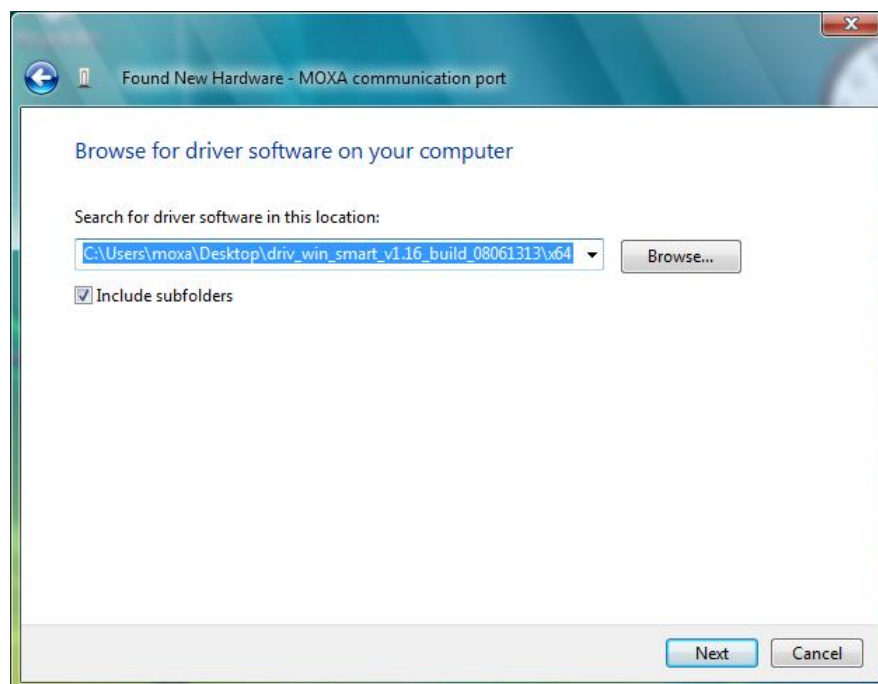 Found New Hardware - MOXA communication port
Browse for driver software on your computer
Search for driver software in this location:
C:\Users\moxa\Desktop\driv_win_smart_v1.16_build_08061313\x64
Browse...
Include subfolders
Next
Cancel